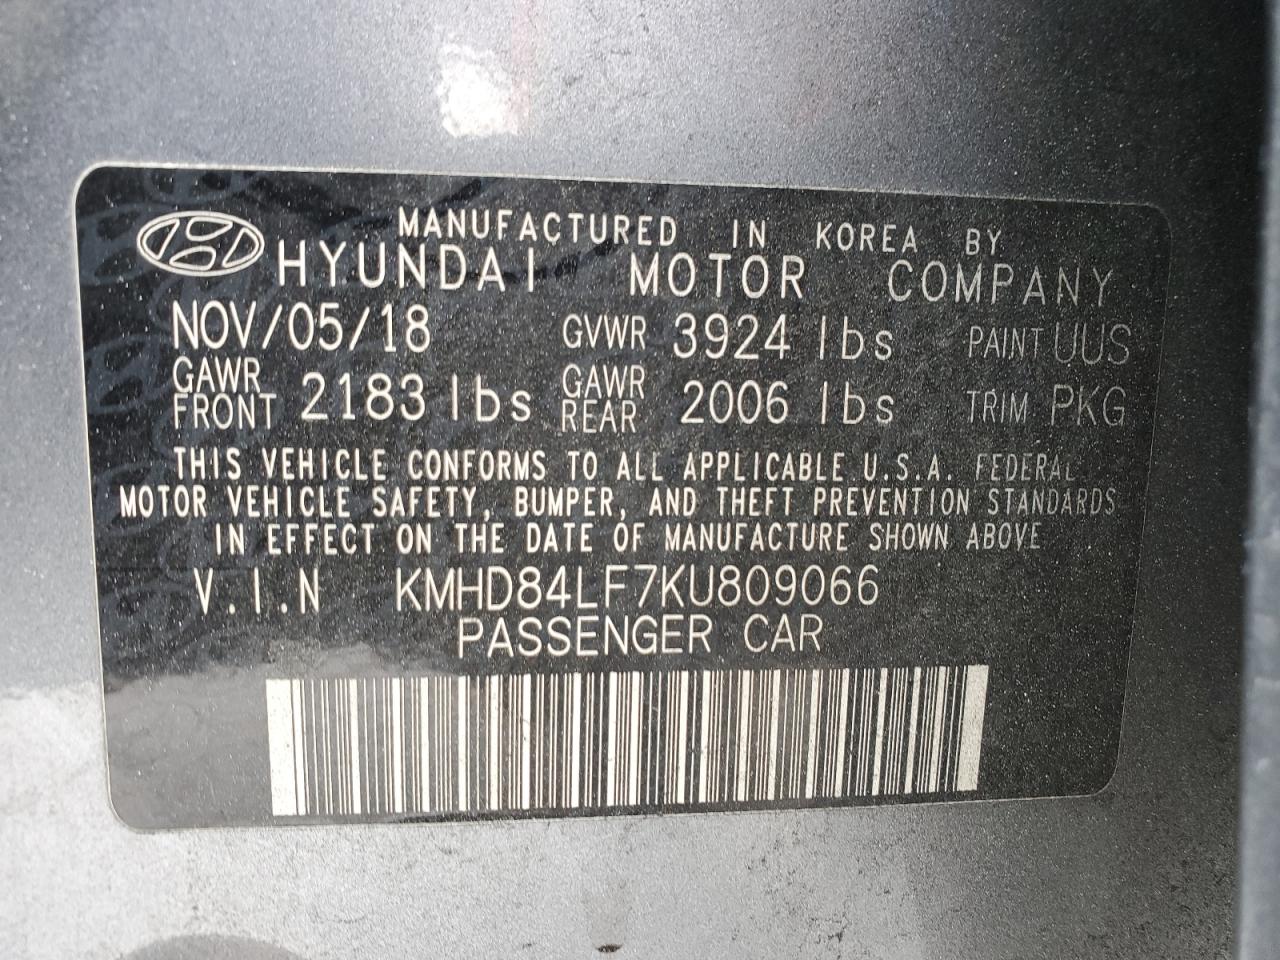 MANUFACTURED IN KOREA BY
HYUNDAI MOTOR COMPANY
NOV/05/18 GVWR 3924 lbs PAINT UUS
GAWR FRONT 2183 lbs GAWR REAR 2006 lbs TRIM PKG
THIS VEHICLE CONFORMS TO ALL APPLICABLE U.S.A. FEDERAL
MOTOR VEHICLE SAFETY, BUMPER, AND THEFT PREVENTION STANDARDS
IN EFFECT ON THE DATE OF MANUFACTURE SHOWN ABOVE
V.I.N KMHD84LF7KU809066
PASSENGER CAR